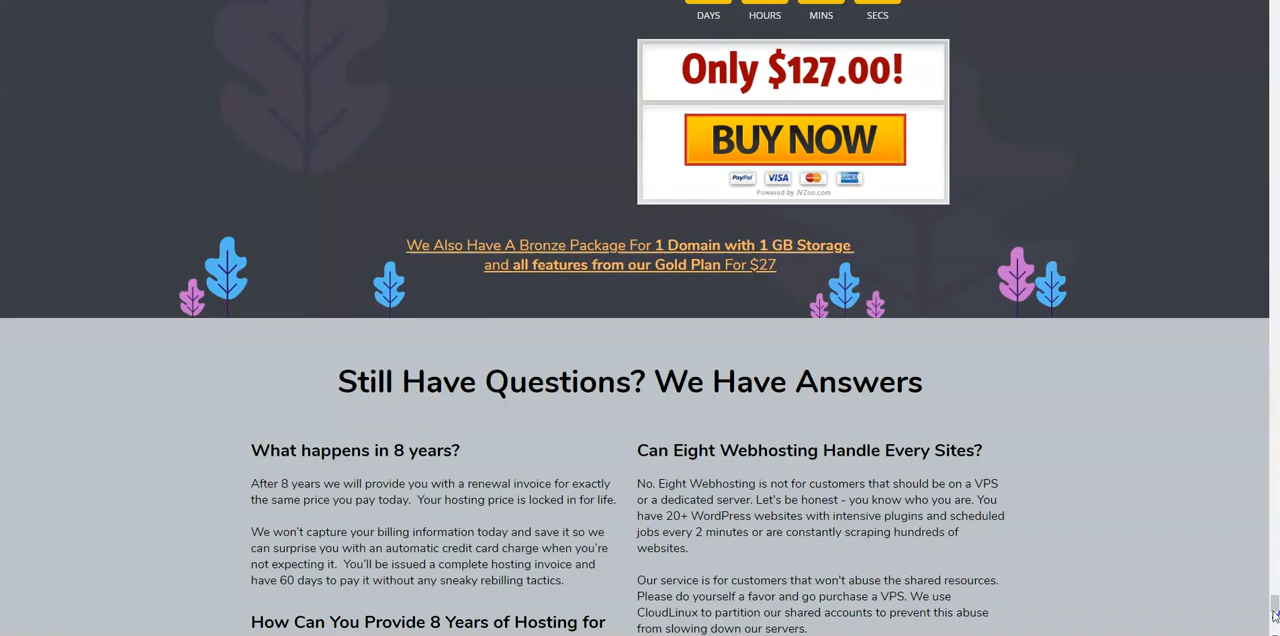 DAYS HOURS MINS SECS
Only $127.00!
BUY NOW
PayPal VISA MasterCard AMEX
Powered by JVZoo.com
We Also Have A Bronze Package For 1 Domain with 1 GB Storage
and all features from our Gold Plan For $27
Still Have Questions? We Have Answers
What happens in 8 years?
After 8 years we will provide you with a renewal invoice for exactly
the same price you pay today. Your hosting price is locked in for life.
We won't capture your billing information today and save it so we
can surprise you with an automatic credit card charge when you're
not expecting it. You'll be issued a complete hosting invoice and
have 60 days to pay it without any sneaky rebilling tactics.
How Can You Provide 8 Years of Hosting for
Can Eight Webhosting Handle Every Sites?
No. Eight Webhosting is not for customers that should be on a VPS
or a dedicated server. Let's be honest - you know who you are. You
have 20+ WordPress websites with intensive plugins and scheduled
jobs every 2 minutes or are constantly scraping hundreds of
websites.
Our service is for customers that won't abuse the shared resources.
Please do yourself a favor and go purchase a VPS. We use
CloudLinux to partition our shared accounts to prevent this abuse
from slowing down our servers.